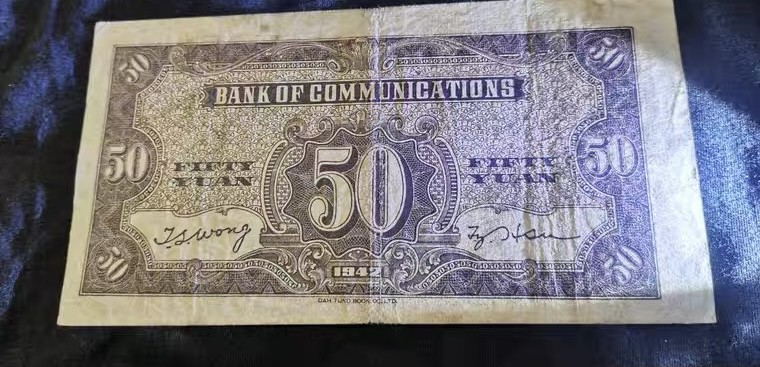 50 50
BANK OF COMMUNICATIONS
50 FIFTY YUAN 50 FIFTY YUAN 50
T.S.Wong
50 1942 50
DAH TUNG BOOK CO. LTD.